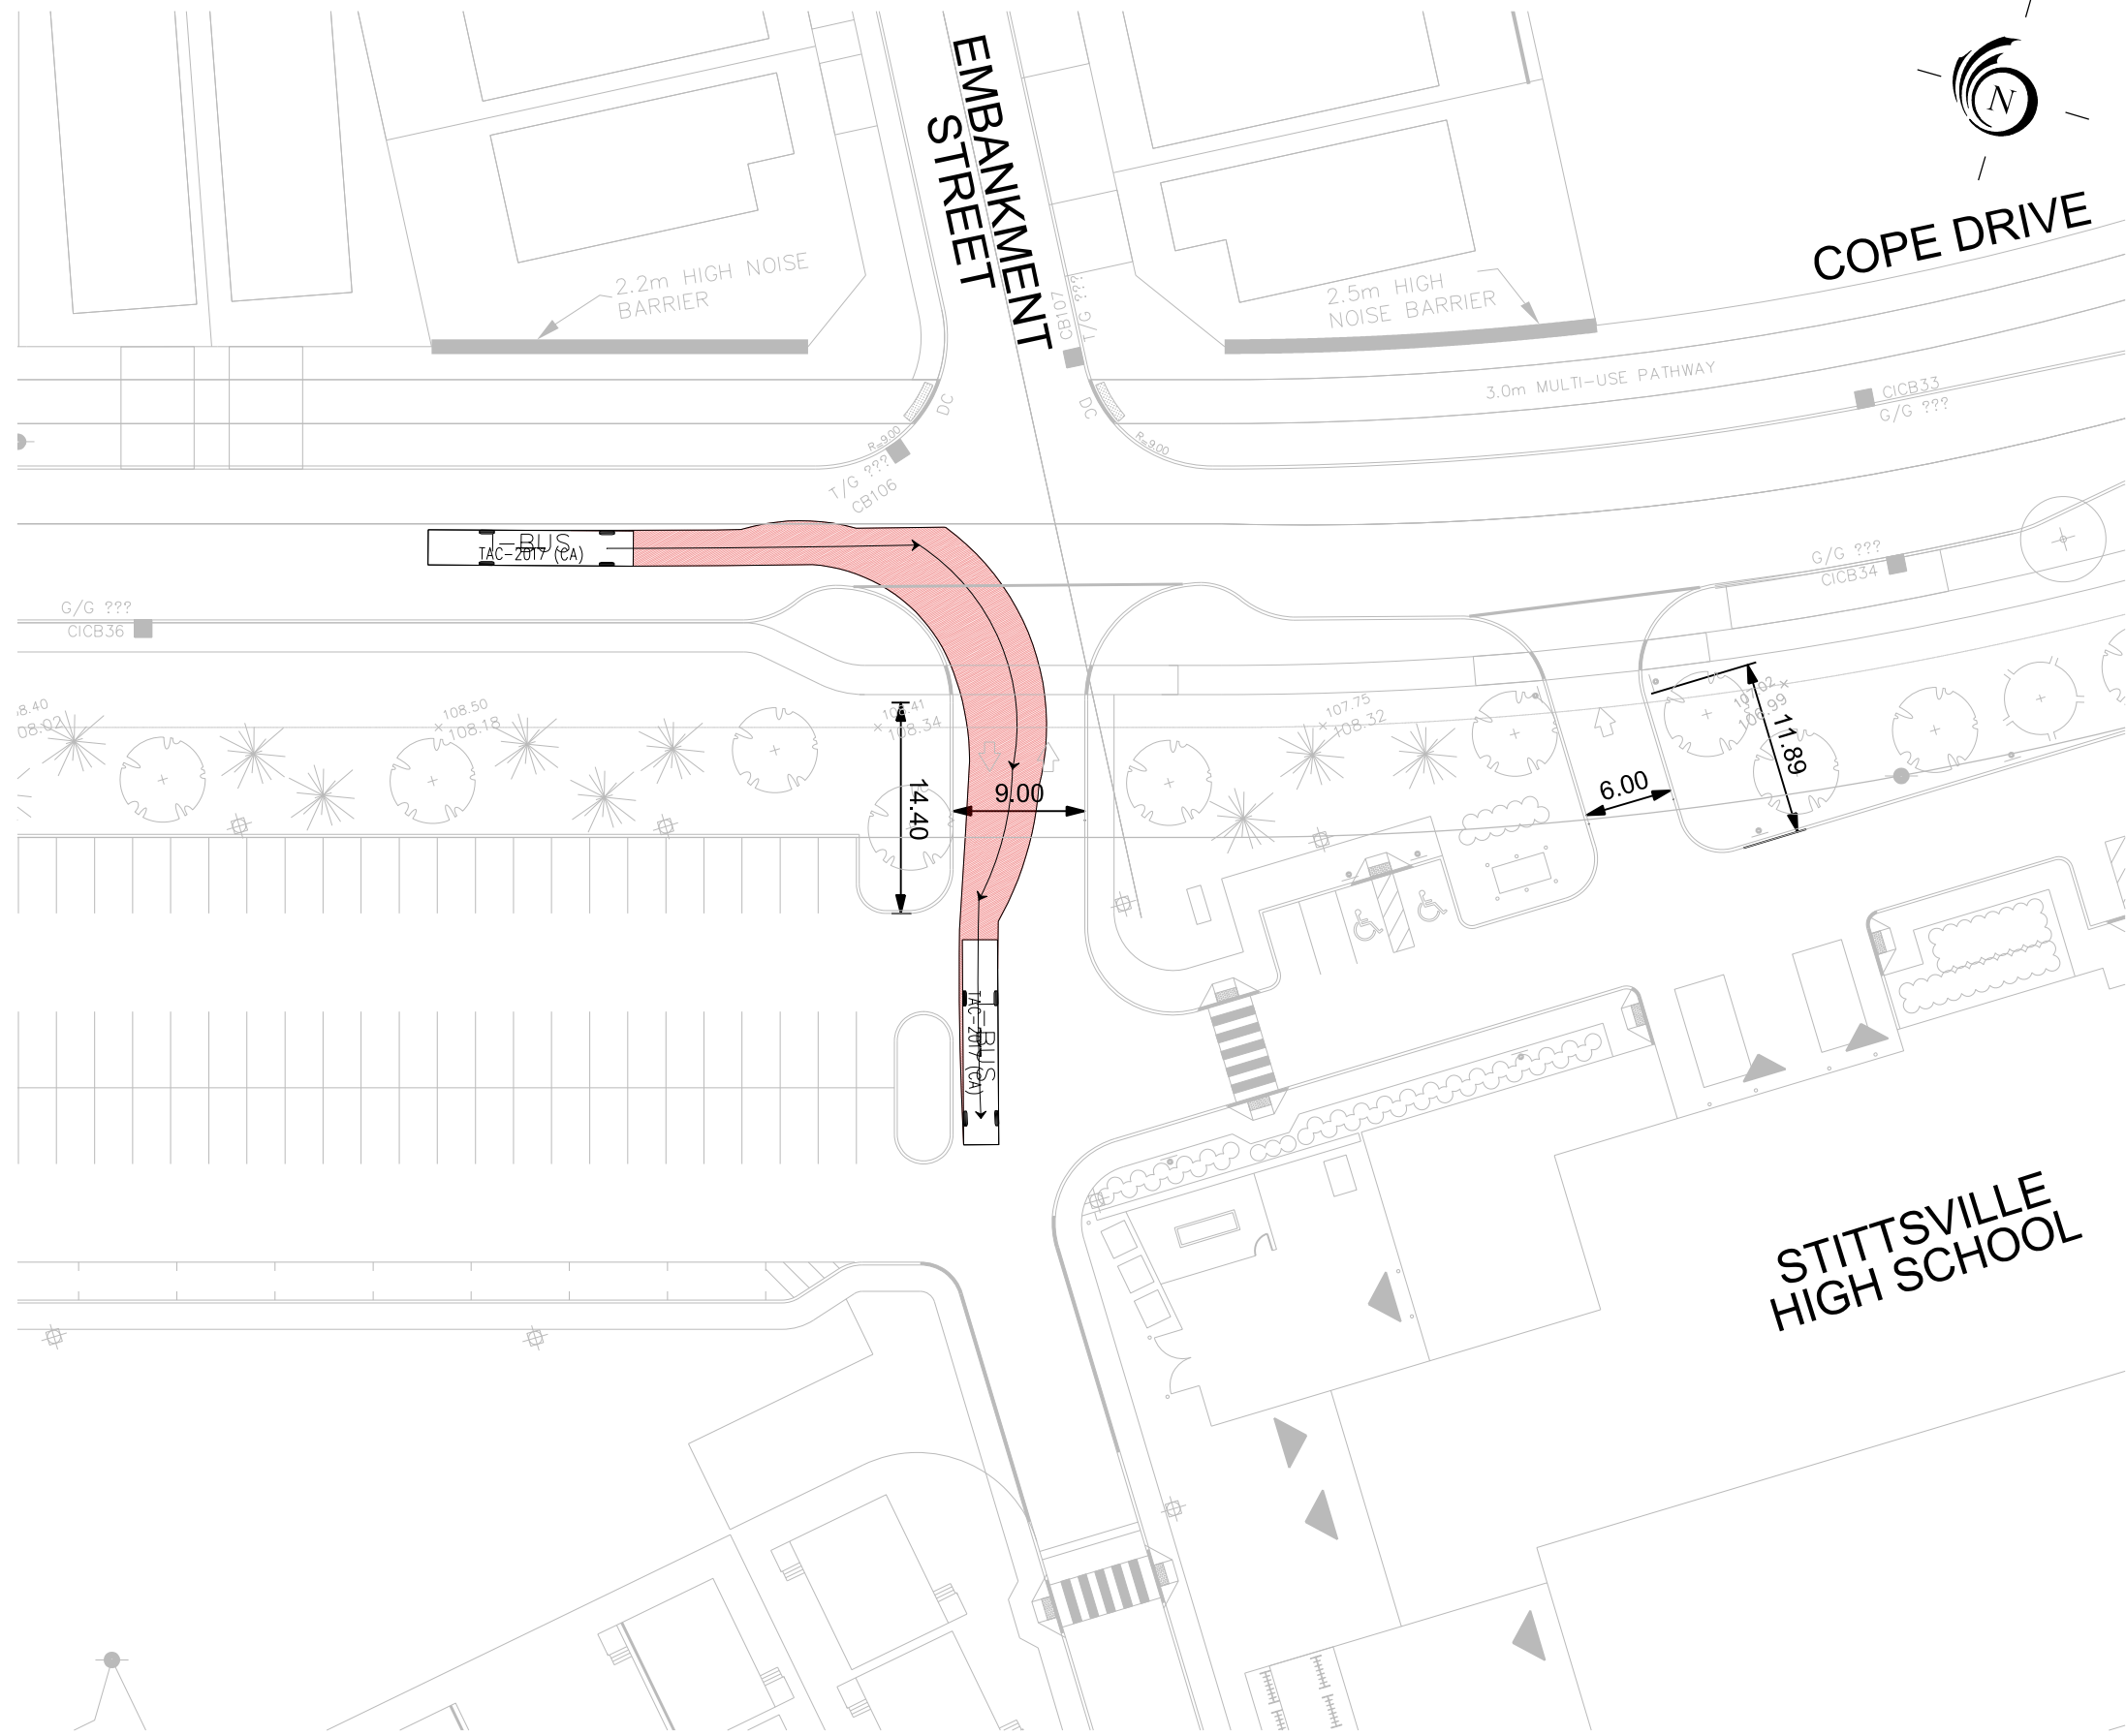 EMBANKMENT
STREET
N
COPE DRIVE
2.2m HIGH NOISE
BARRIER
2.5m HIGH
NOISE BARRIER
CB107
T/G ???
3.0m MULTI-USE PATHWAY
CICB33
G/G ???
DC
DC
R=9.00
R=9.00
T/G ???
CB106
I-BUS
TAC-2017 (CA)
G/G ???
CICB34
G/G ???
CICB36
108.50
108.18
108.34
107.75
108.32
14.40
9.00
6.00
11.89
I-BUS
TAC-2017 (CA)
STITTSVILLE
HIGH SCHOOL